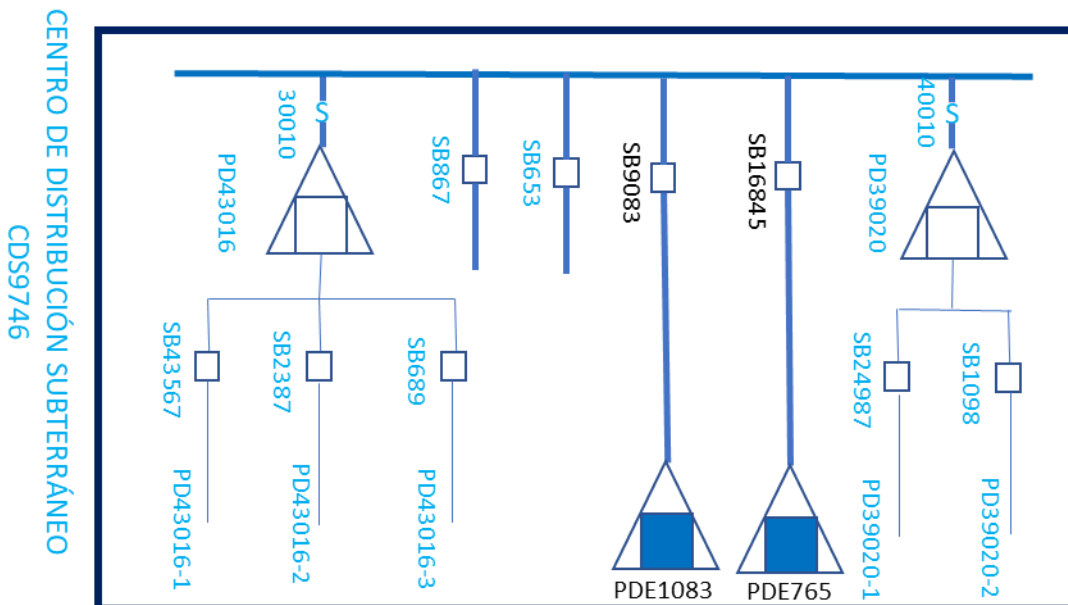 CENTRO DE DISTRIBUCIÓN SUBTERRÁNEO
CDS9746
30010
S
PD43016
SB867
SB653
SB9083
SB16845
40010
S
PD39020
SB43567
SB2387
SB689
SB24987
SB1098
PD43016-1
PD43016-2
PD43016-3
PDE1083
PDE765
PD39020-1
PD39020-2